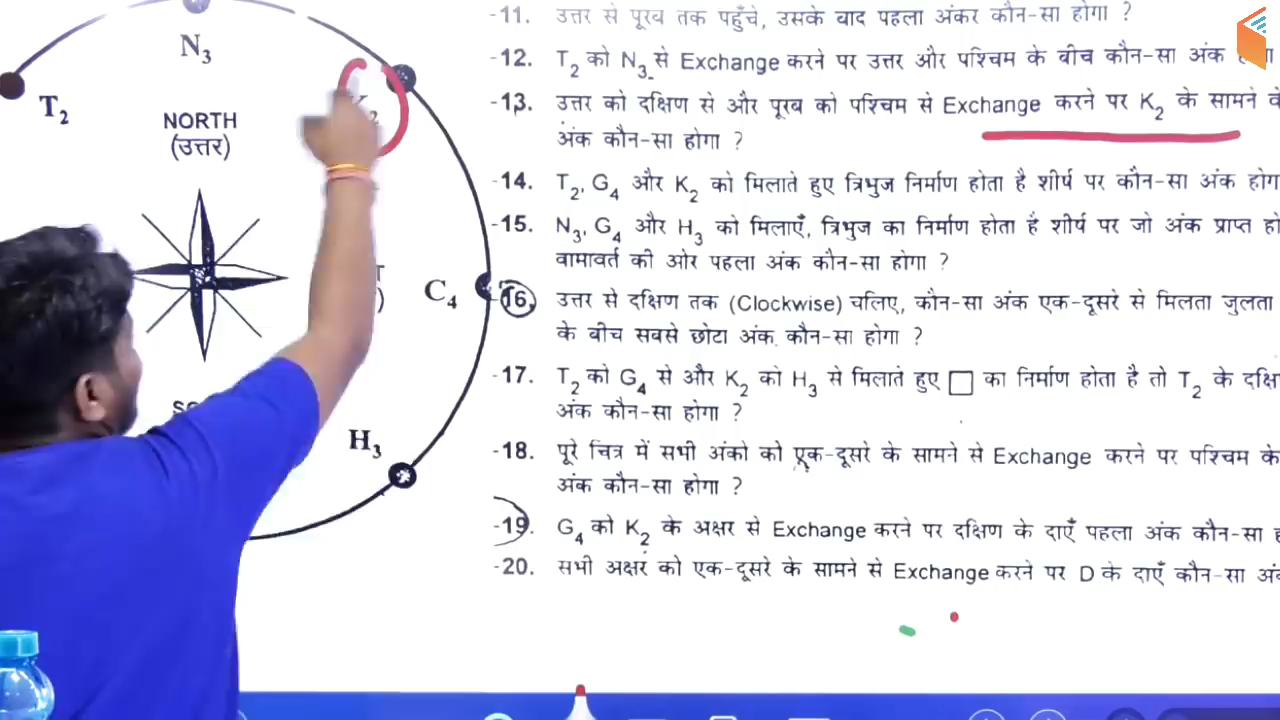 -11. उत्तर से पूरब तक पहुँचे, उसके बाद पहला अंकर कौन-सा होगा ?
N₃
-12. T₂ को N₃ से Exchange करने पर उत्तर और पश्चिम के बीच कौन-सा अंक
T₂
-13. उत्तर को दक्षिण से और पूरब को पश्चिम से Exchange करने पर K₂ के सामने
NORTH
(उत्तर)
अंक कौन-सा होगा ?
-14. T₂, G₄ और K₂ को मिलाते हुए त्रिभुज निर्माण होता है शीर्ष पर कौन-सा अंक
-15. N₃, G₄ और H₃ को मिलाएँ, त्रिभुज का निर्माण होता है शीर्ष पर जो अंक प्राप्त
वामावर्त की ओर पहला अंक कौन-सा होगा ?
C₄
-16. उत्तर से दक्षिण तक (Clockwise) चलिए, कौन-सा अंक एक-दूसरे से मिलता जुलता
के बीच सबसे छोटा अंक कौन-सा होगा ?
-17. T₂ को G₄ से और K₂ को H₃ से मिलाते हुए □ का निर्माण होता है तो T₂ के
अंक कौन-सा होगा ?
H₃
-18. पूरे चित्र में सभी अंको को एक-दूसरे के सामने से Exchange करने पर पश्चिम के
अंक कौन-सा होगा ?
-19. G₄ को K₂ के अक्षर से Exchange करने पर दक्षिण के दाएँ पहला अंक कौन-सा
-20. सभी अक्षर को एक-दूसरे के सामने से Exchange करने पर D के दाएँ कौन-सा